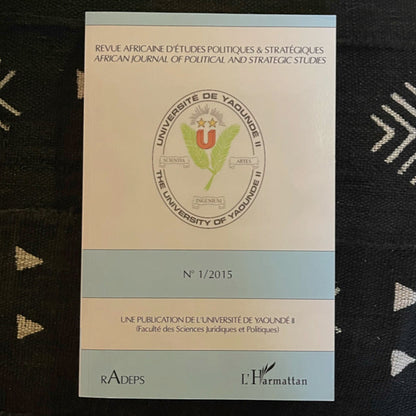 REVUE AFRICAINE D'ÉTUDES POLITIQUES & STRATÉGIQUES
AFRICAN JOURNAL OF POLITICAL AND STRATEGIC STUDIES
UNIVERSITÉ DE YAOUNDE II
U
SCIENTIA
ARTES
INGENIUM
THE UNIVERSITY OF YAOUNDE II
N° 1/2015
UNE PUBLICATION DE L'UNIVERSITÉ DE YAOUNDÉ II
(Faculté des Sciences Juridiques et Politiques)
RADEPS
L'Harmattan